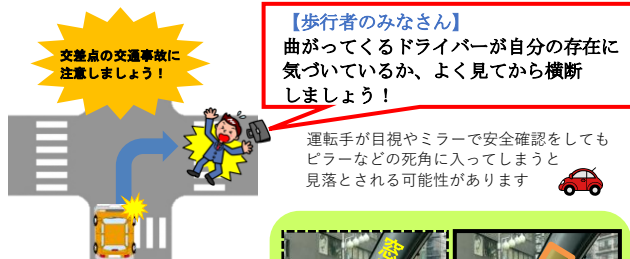 交差点の交通事故に
注意しましょう！
【歩行者のみなさん】
曲がってくるドライバーが自分の存在に
気づいているか、よく見てから横断
しましょう！
運転手が目視やミラーで安全確認をしても
ピラーなどの死角に入ってしまうと
見落とされる可能性があります
窓